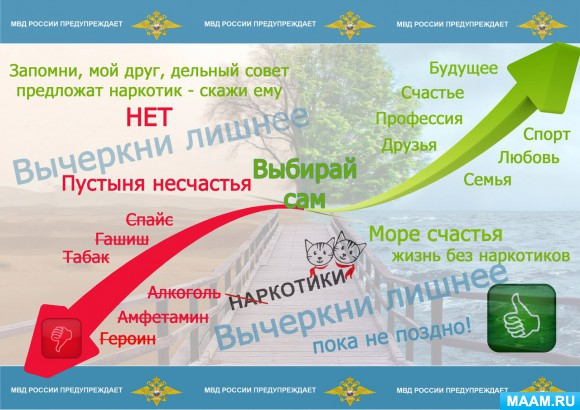 МВД РОССИИ ПРЕДУПРЕЖДАЕТ
МВД РОССИИ ПРЕДУПРЕЖДАЕТ
МВД РОССИИ ПРЕДУПРЕЖДАЕТ
Запомни, мой друг, дельный совет
предложат наркотик - скажи ему
НЕТ
Вычеркни лишнее
Пустыня несчастья
Выбирай
сам
Будущее
Счастье
Профессия
Друзья
Спорт
Любовь
Семья
Спайс
Гашиш
Табак
Алкоголь
Амфетамин
Героин
НАРКОТИКИ
Море счастья
жизнь без наркотиков
Вычеркни лишнее
пока не поздно!
МВД РОССИИ ПРЕДУПРЕЖДАЕТ
МВД РОССИИ ПРЕДУПРЕЖДАЕТ
МВД РОССИИ ПРЕДУПРЕЖДАЕТ
MAAM.RU